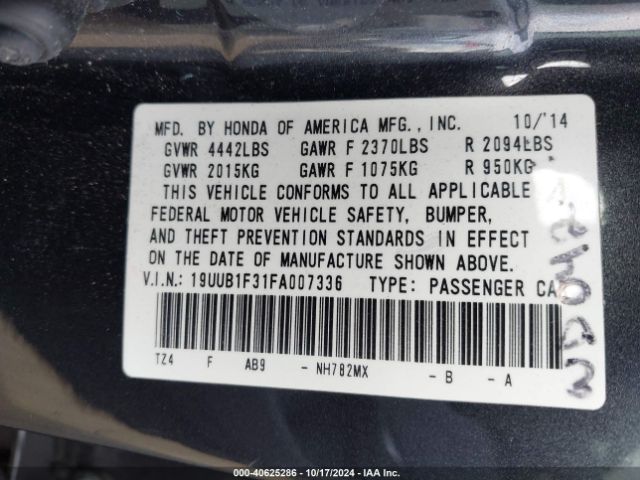 MFD. BY HONDA OF AMERICA MFG., INC. 10/'14
GVWR 4442LBS GAWR F 2370LBS R 2094LBS
GVWR 2015KG GAWR F 1075KG R 950KG
THIS VEHICLE CONFORMS TO ALL APPLICABLE
FEDERAL MOTOR VEHICLE SAFETY, BUMPER,
AND THEFT PREVENTION STANDARDS IN EFFECT
ON THE DATE OF MANUFACTURE SHOWN ABOVE.
V.I.N.: 19UUB1F31FA007336 TYPE: PASSENGER CA
TZ4 F AB9 - NH782MX - B - A
000-40625286 - 10/17/2024 - IAA Inc.